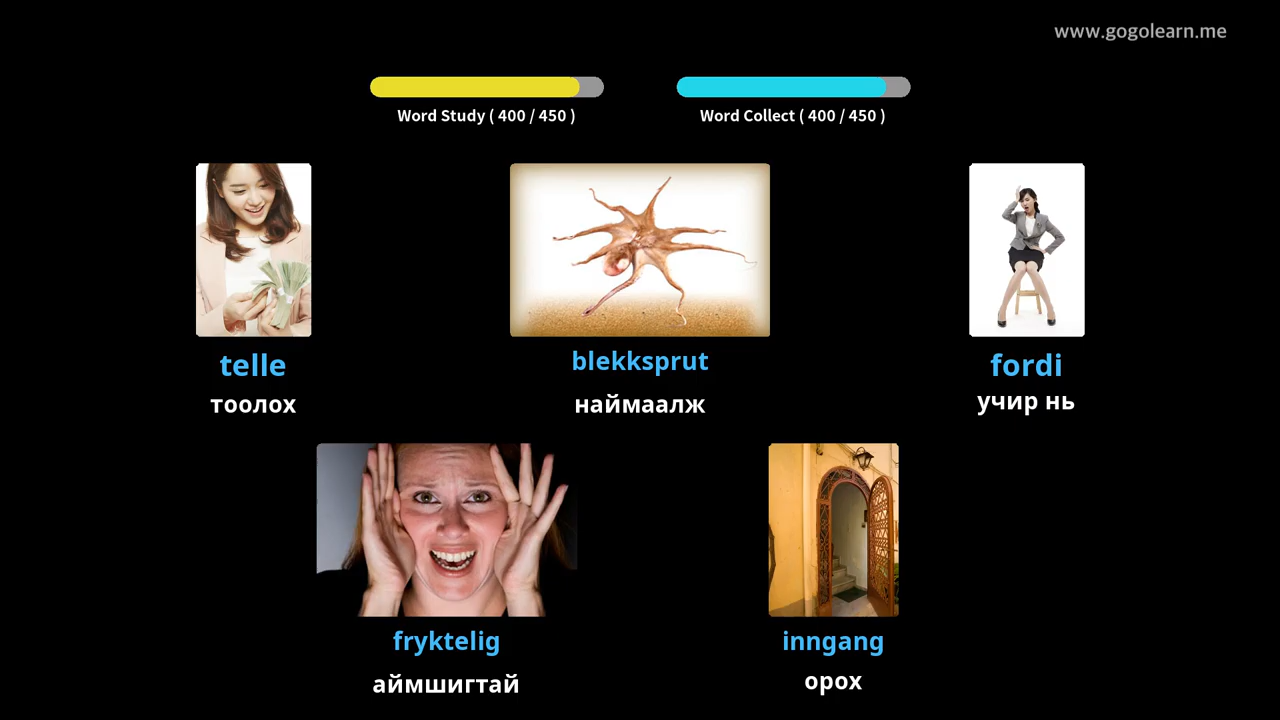 www.gogolearn.me
Word Study ( 400 / 450 )
Word Collect ( 400 / 450 )
telle
тоолох
blekksprut
наймаалж
fordi
учир нь
fryktelig
аймшигтай
inngang
орох